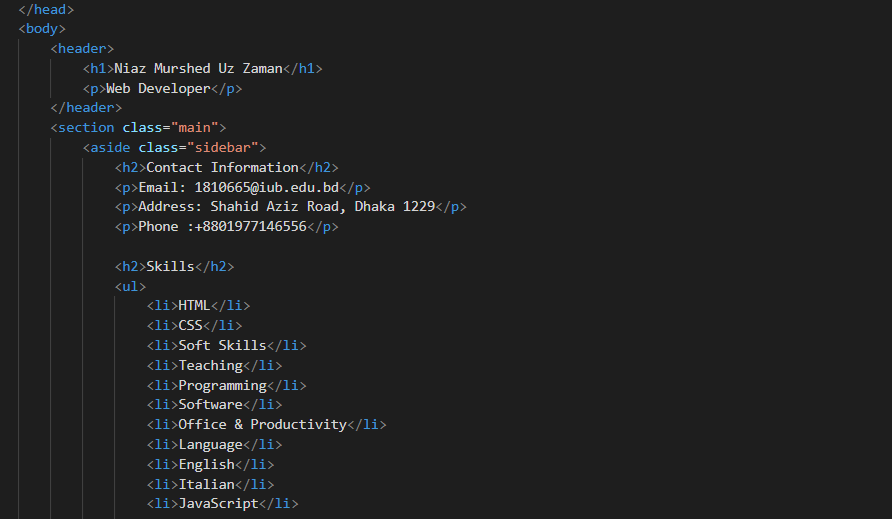 </head>
<body>
<header>
<h1>Niaz Murshed Uz Zaman</h1>
<p>Web Developer</p>
</header>
<section class="main">
<aside class="sidebar">
<h2>Contact Information</h2>
<p>Email: 1810665@iub.edu.bd</p>
<p>Address: Shahid Aziz Road, Dhaka 1229</p>
<p>Phone :+8801977146556</p>
<h2>Skills</h2>
<ul>
<li>HTML</li>
<li>CSS</li>
<li>Soft Skills</li>
<li>Teaching</li>
<li>Programming</li>
<li>Software</li>
<li>Office & Productivity</li>
<li>Language</li>
<li>English</li>
<li>Italian</li>
<li>JavaScript</li>